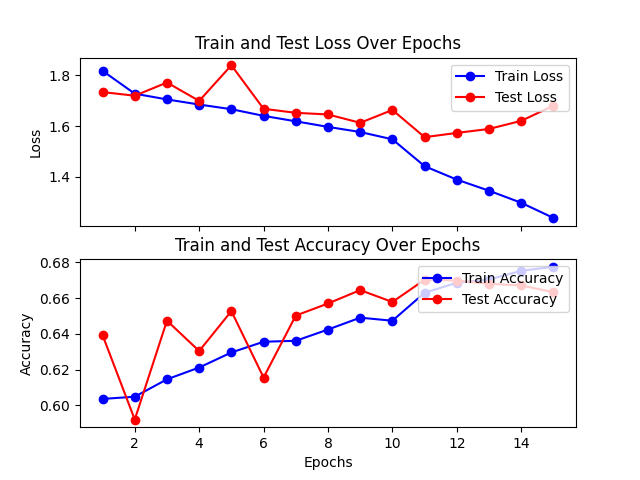 Train and Test Loss Over Epochs
1.8
1.6
1.4
Loss
Train Loss
Test Loss
Train and Test Accuracy Over Epochs
0.68
0.66
0.64
0.62
0.60
Accuracy
Train Accuracy
Test Accuracy
2 4 6 8 10 12 14
Epochs